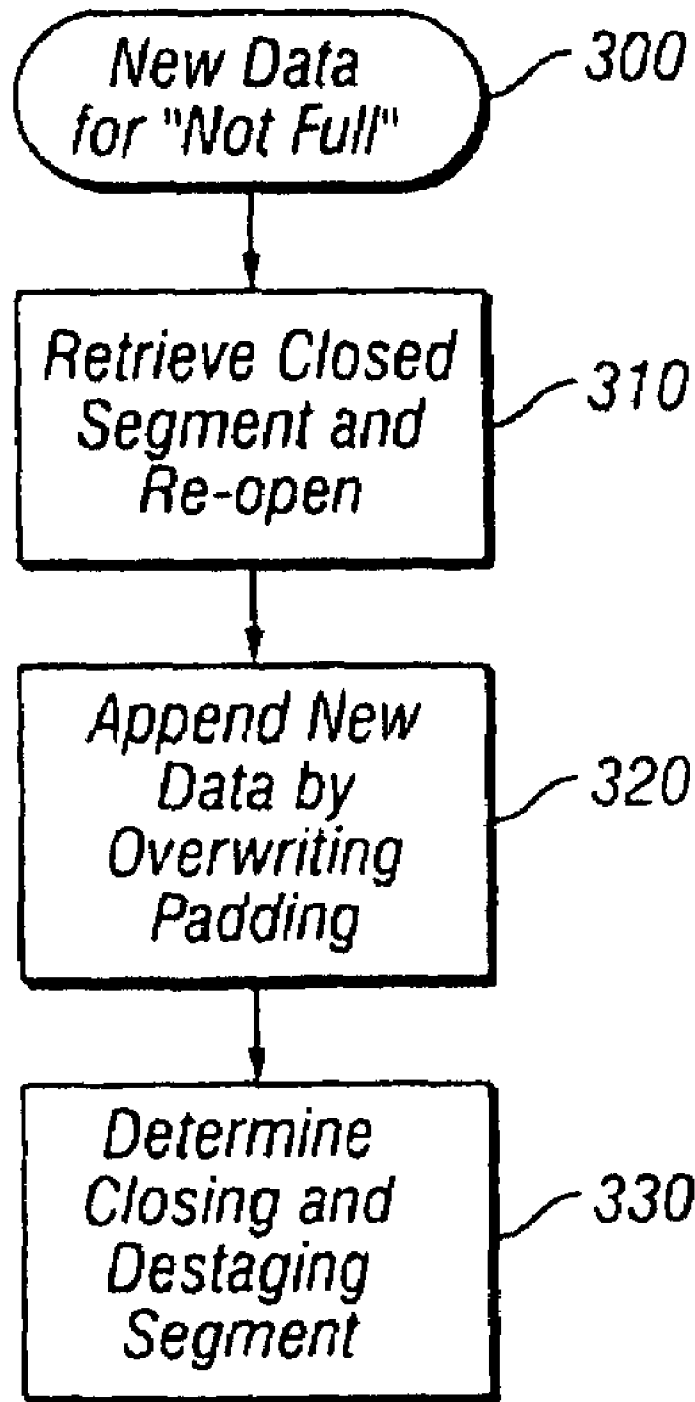 New Data
for "Not Full"
300
Retrieve Closed
Segment and
Re-open
310
Append New
Data by
Overwriting
Padding
320
Determine
Closing and
Destaging
Segment
330